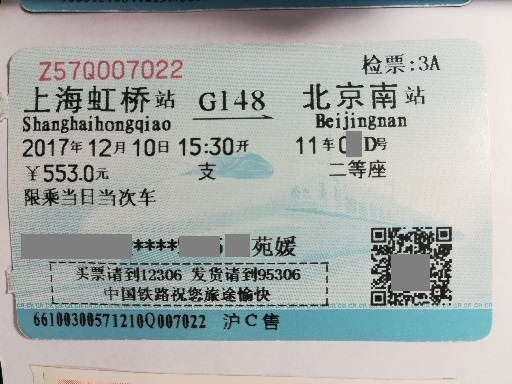 Z57Q007022 检票:3A
上海虹桥站 G148 北京南站
Shanghaihongqiao Beijingnan
2017年12月10日 15:30开 11车0 D号
￥553.0元 支 二等座
限乘当日当次车
**** 苑媛
买票请到12306 发货请到95306
中国铁路祝您旅途愉快
66100300571210Q007022 沪C售